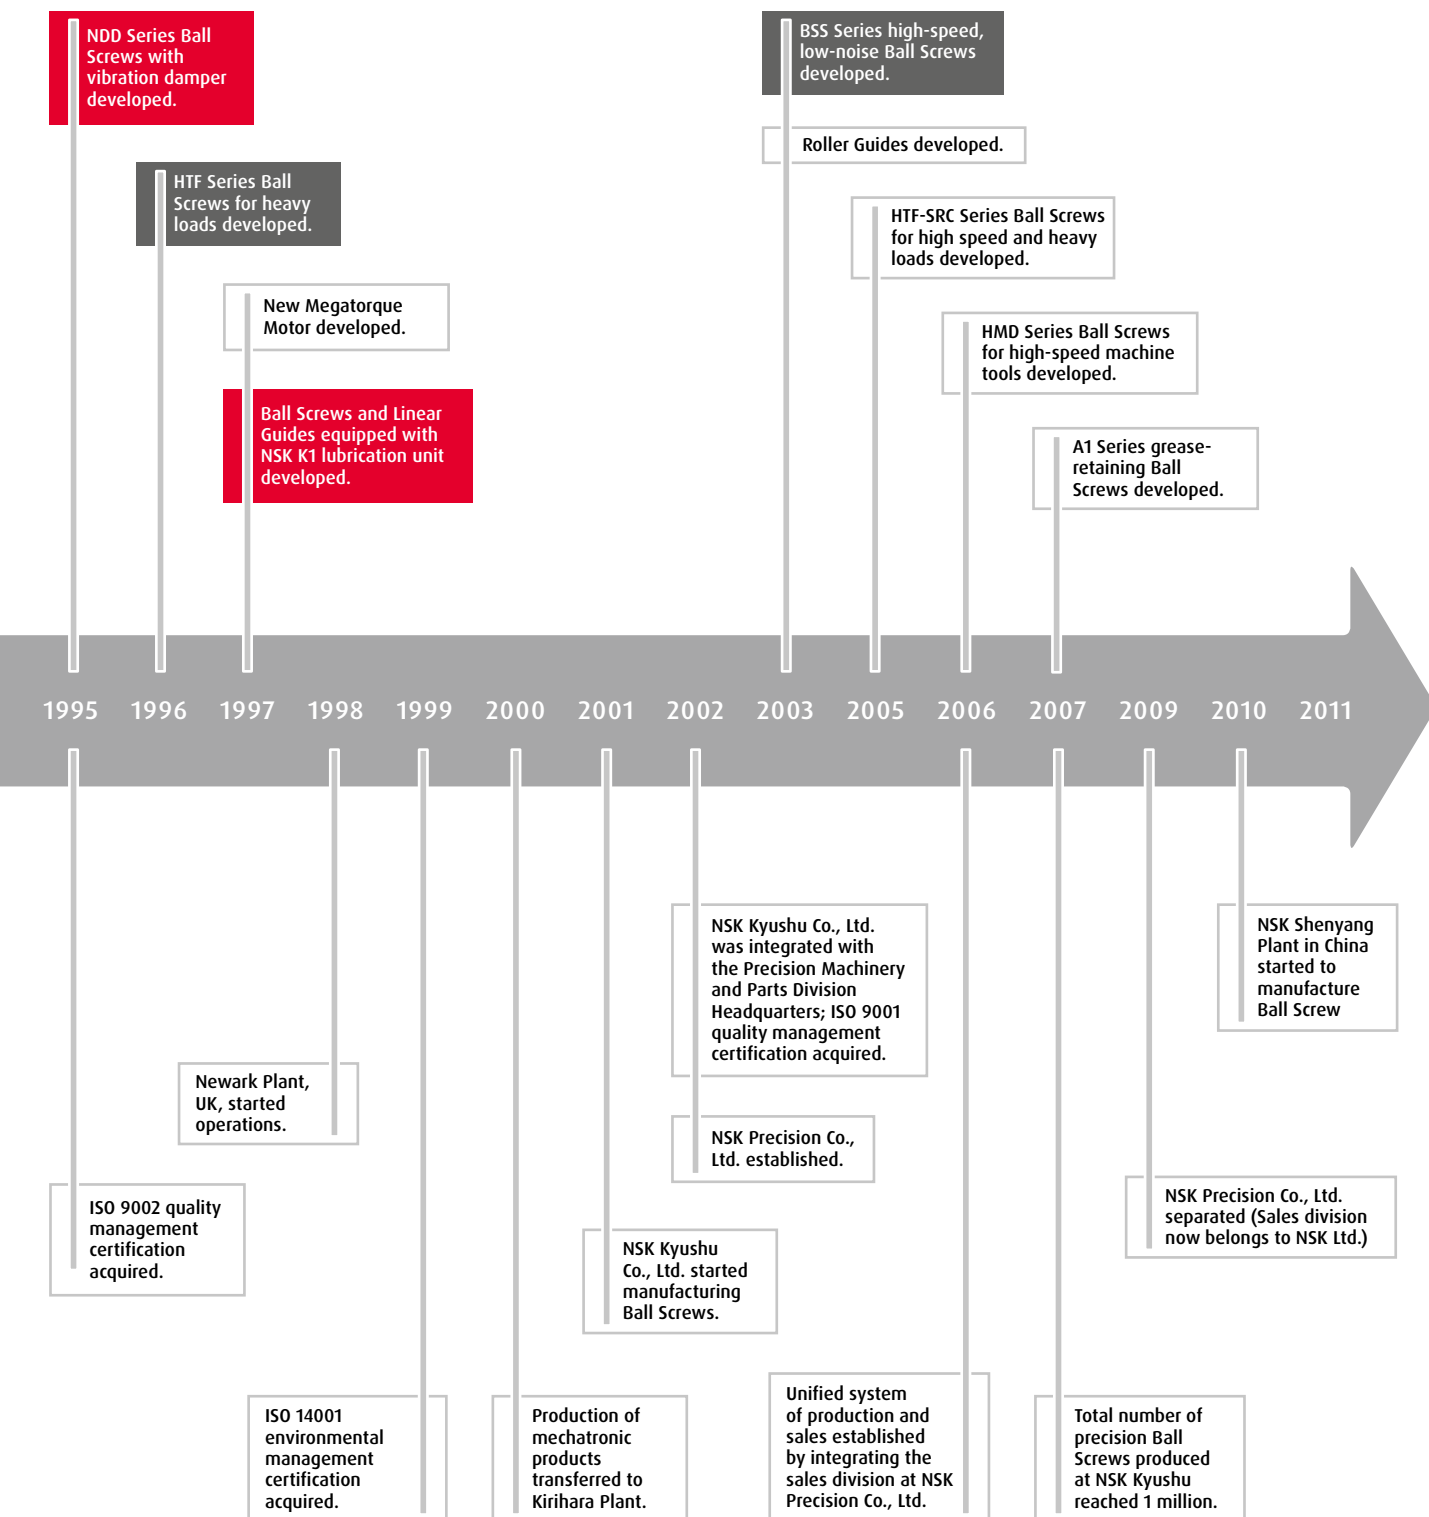 NDD Series Ball
Screws with
vibration damper
developed.
HTF Series Ball
Screws for heavy
loads developed.
New Megatorque
Motor developed.
Ball Screws and Linear
Guides equipped with
NSK K1 lubrication unit
developed.
BSS Series high-speed,
low-noise Ball Screws
developed.
Roller Guides developed.
HTF-SRC Series Ball Screws
for high speed and heavy
loads developed.
HMD Series Ball Screws
for high-speed machine
tools developed.
A1 Series grease-
retaining Ball
Screws developed.
1995 1996 1997 1998 1999 2000 2001 2002 2003 2005 2006 2007 2009 2010 2011
NSK Kyushu Co., Ltd.
was integrated with
the Precision Machinery
and Parts Division
Headquarters; ISO 9001
quality management
certification acquired.
NSK Shenyang
Plant in China
started to
manufacture
Ball Screw
Newark Plant,
UK, started
operations.
NSK Precision Co.,
Ltd. established.
ISO 9002 quality
management
certification
acquired.
NSK Precision Co., Ltd.
separated (Sales division
now belongs to NSK Ltd.)
NSK Kyushu
Co., Ltd. started
manufacturing
Ball Screws.
ISO 14001
environmental
management
certification
acquired.
Production of
mechatronic
products
transferred to
Kirihara Plant.
Unified system
of production and
sales established
by integrating the
sales division at NSK
Precision Co., Ltd.
Total number of
precision Ball
Screws produced
at NSK Kyushu
reached 1 million.